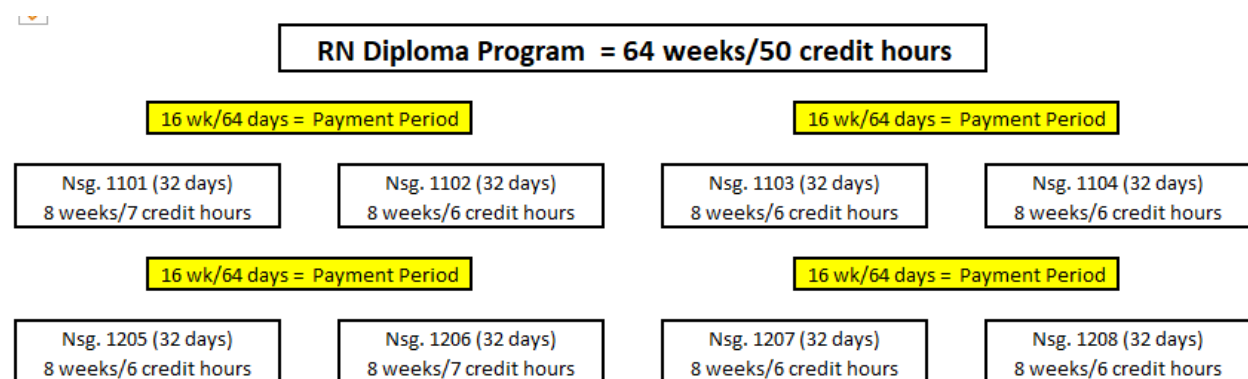 RN Diploma Program = 64 weeks/50 credit hours
16 wk/64 days = Payment Period
16 wk/64 days = Payment Period
Nsg. 1101 (32 days)
8 weeks/7 credit hours
Nsg. 1102 (32 days)
8 weeks/6 credit hours
Nsg. 1103 (32 days)
8 weeks/6 credit hours
Nsg. 1104 (32 days)
8 weeks/6 credit hours
16 wk/64 days = Payment Period
16 wk/64 days = Payment Period
Nsg. 1205 (32 days)
8 weeks/6 credit hours
Nsg. 1206 (32 days)
8 weeks/7 credit hours
Nsg. 1207 (32 days)
8 weeks/6 credit hours
Nsg. 1208 (32 days)
8 weeks/6 credit hours